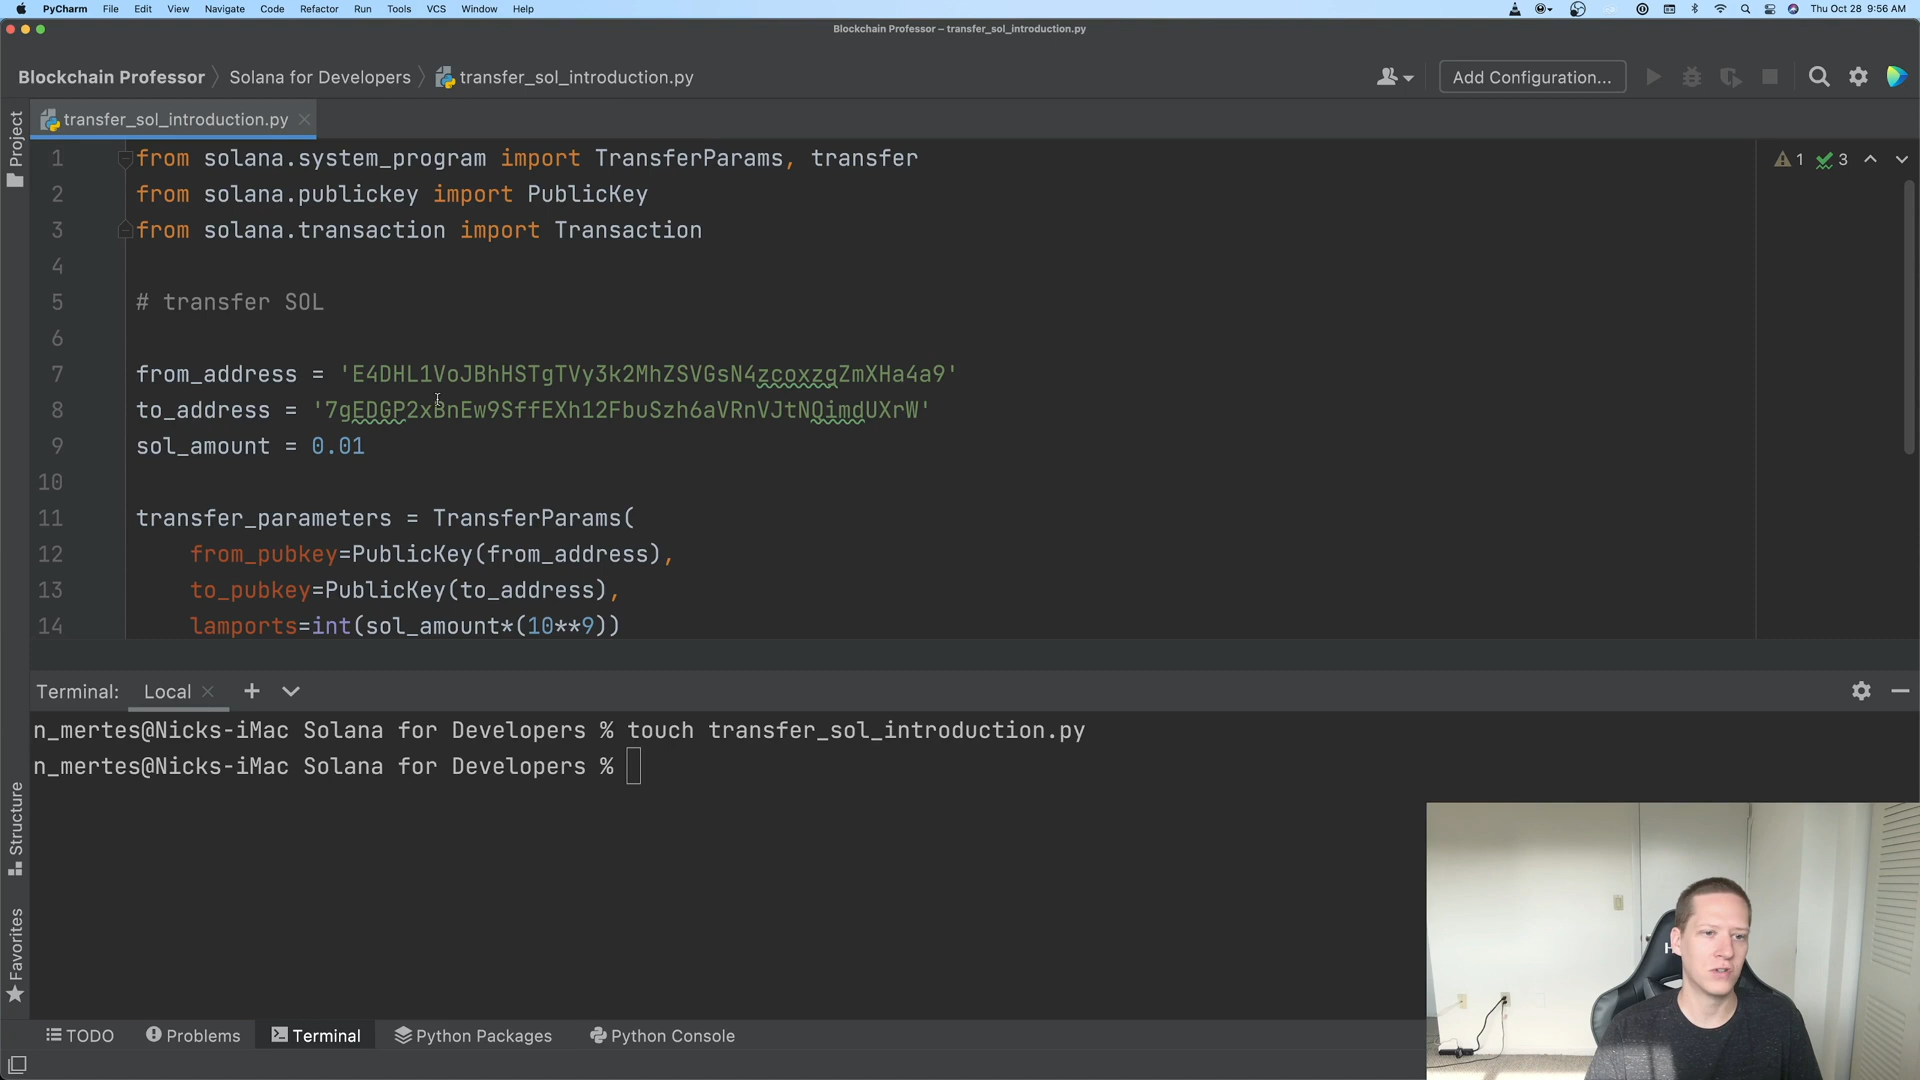 PyCharm File Edit View Navigate Code Refactor Run Tools VCS Window Help Thu Oct 28 9:56 AM
Blockchain Professor – transfer_sol_introduction.py
Blockchain Professor Solana for Developers transfer_sol_introduction.py Add Configuration...
Project
transfer_sol_introduction.py
1 from solana.system_program import TransferParams, transfer
1 3
2 from solana.publickey import PublicKey
3 from solana.transaction import Transaction
4
5 # transfer SOL
6
7 from_address = 'E4DHL1VoJBhHSTgTVy3k2MhZSVGsN4zcoxzgZmXHa4a9'
8 to_address = '7gEDGP2xBnEw9SffEXh12FbuSzh6aVRnVJtNQimdUXrW'
9 sol_amount = 0.01
10
11 transfer_parameters = TransferParams(
12 from_pubkey=PublicKey(from_address),
13 to_pubkey=PublicKey(to_address),
14 lamports=int(sol_amount*(10**9))
Terminal: Local
n_mertes@Nicks-iMac Solana for Developers % touch transfer_sol_introduction.py
n_mertes@Nicks-iMac Solana for Developers %
Structure
Favorites
TODO Problems Terminal Python Packages Python Console